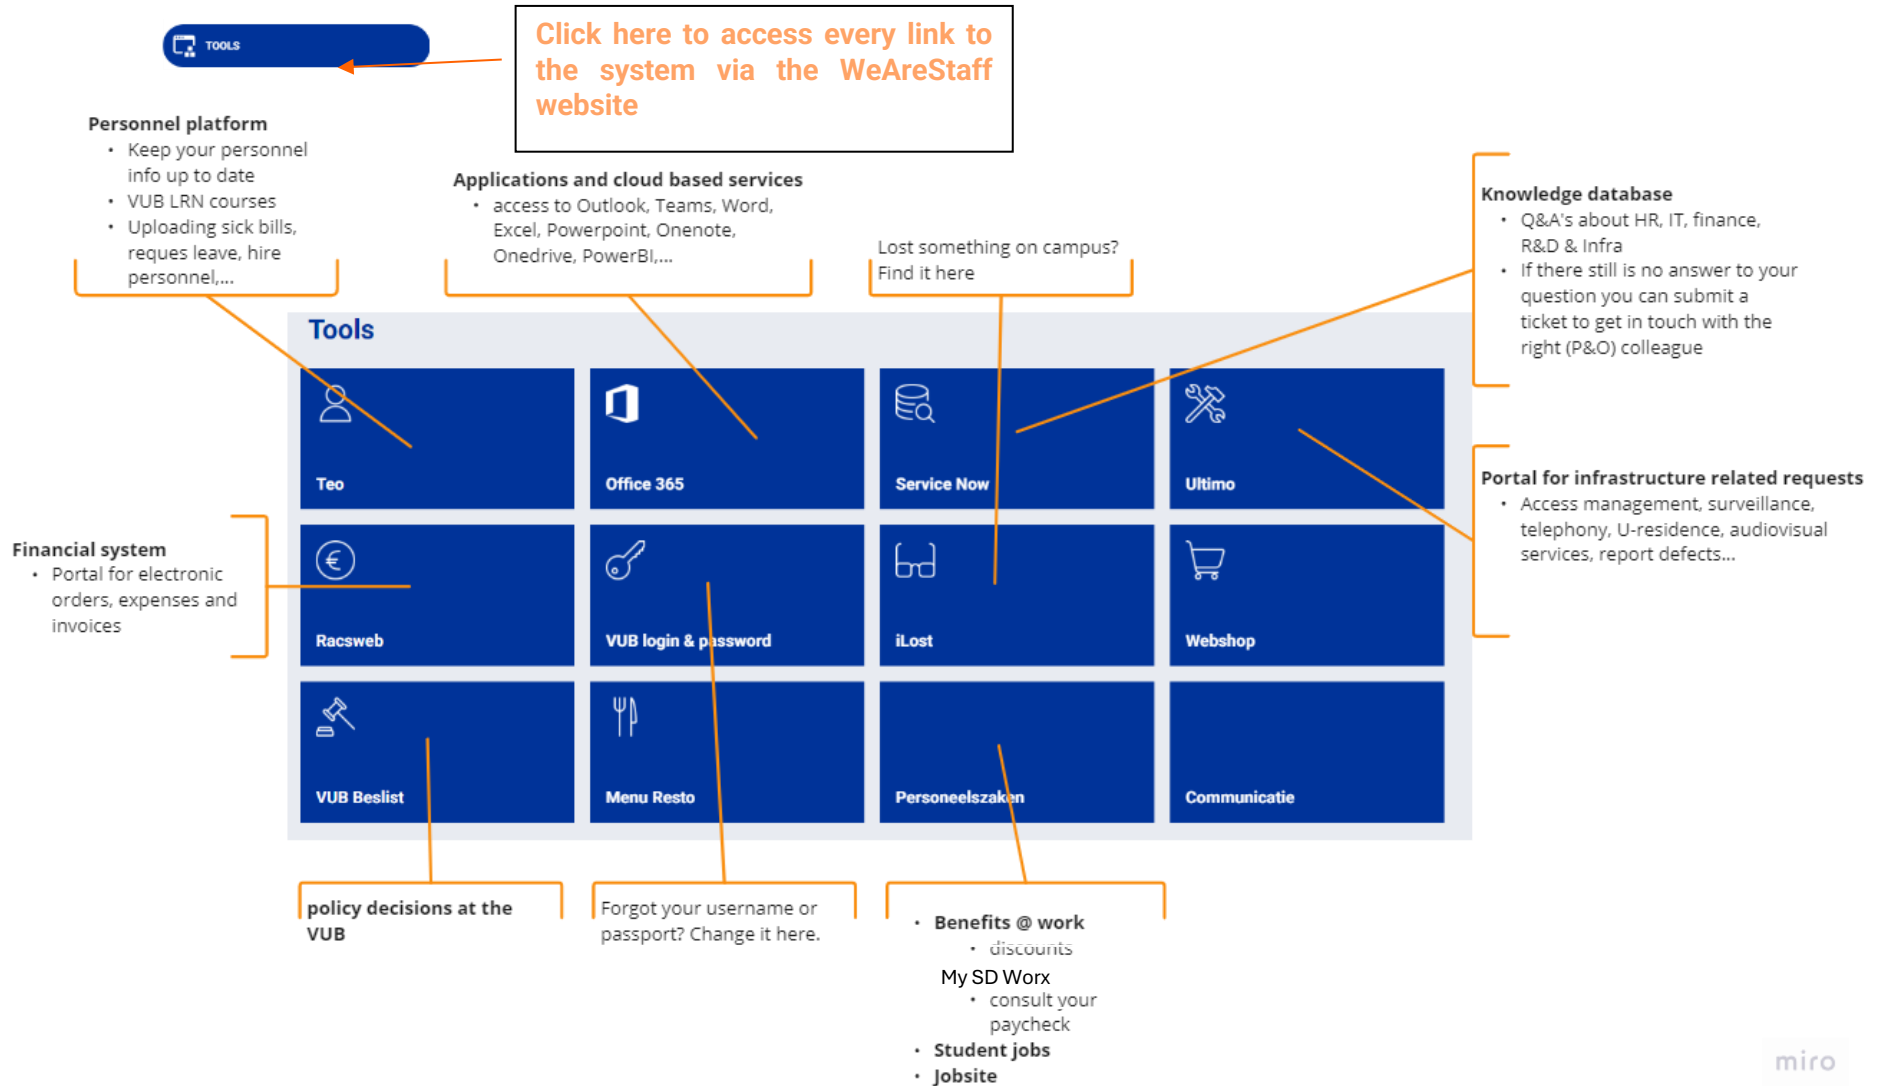 TOOLS
Click here to access every link to
the system via the WeAreStaff
website
Personnel platform
• Keep your personnel
info up to date
• VUB LRN courses
• Uploading sick bills,
reques leave, hire
personnel,...
Applications and cloud based services
• access to Outlook, Teams, Word,
Excel, Powerpoint, Onenote,
Onedrive, PowerBI,...
Lost something on campus?
Find it here
Knowledge database
• Q&A's about HR, IT, finance,
R&D & Infra
• If there still is no answer to your
question you can submit a
ticket to get in touch with the
right (P&O) colleague
Tools
Teo
Office 365
Service Now
Ultimo
Portal for infrastructure related requests
• Access management, surveillance,
telephony, U-residence, audiovisual
services, report defects...
Financial system
• Portal for electronic
orders, expenses and
invoices
Racsweb
VUB login & password
iLost
Webshop
VUB Beslist
Menu Resto
Personeelszaken
Communicatie
policy decisions at the
VUB
Forgot your username or
passport? Change it here.
• Benefits @ work
• discounts
My SD Worx
• consult your
paycheck
• Student jobs
• Jobsite
miro